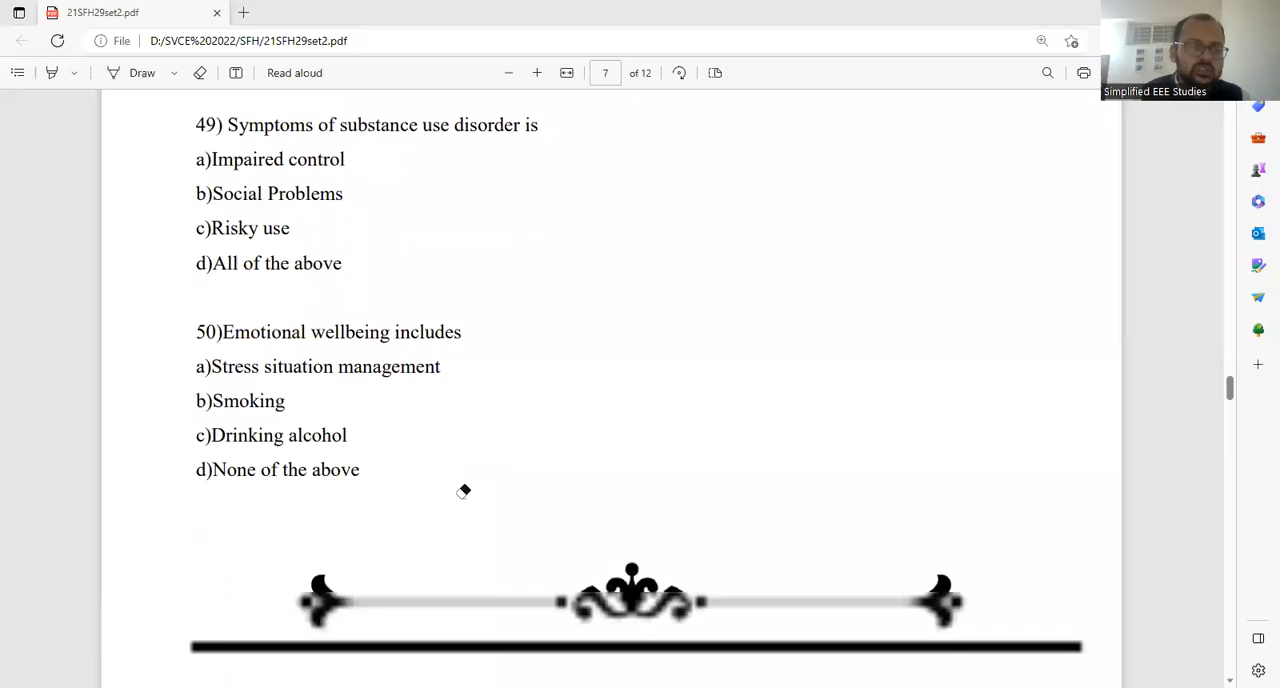 21SFH29set2.pdf
File D:/SVCE%202022/SFH/21SFH29set2.pdf
Draw Read aloud 7 of 12
Simplified EEE Studies
49) Symptoms of substance use disorder is
a)Impaired control
b)Social Problems
c)Risky use
d)All of the above
50)Emotional wellbeing includes
a)Stress situation management
b)Smoking
c)Drinking alcohol
d)None of the above